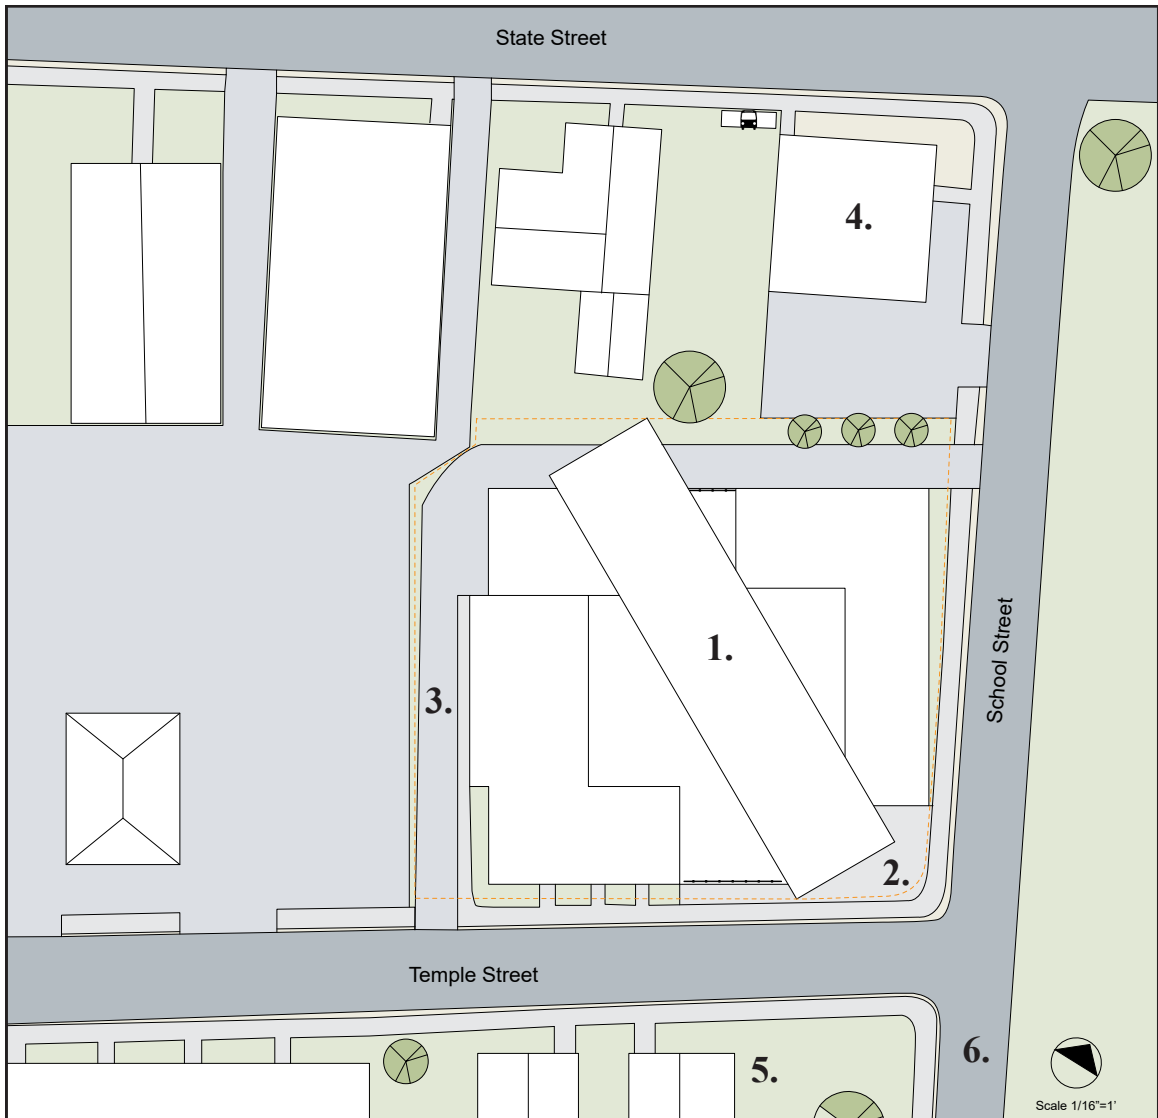 State Street
4.
1.
School Street
3.
2.
Temple Street
6.
5.
Scale 1/16"=1'